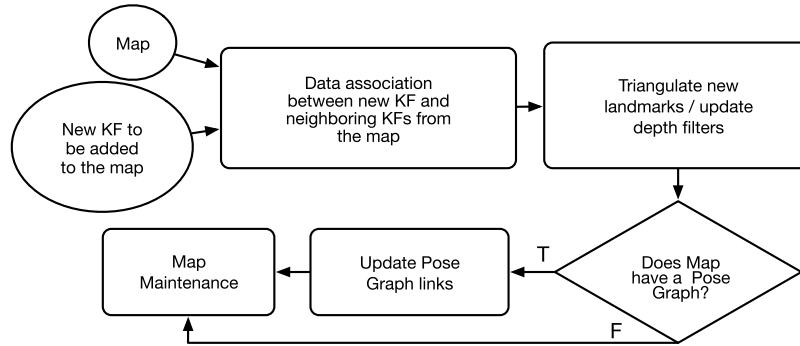 Map
New KF to
be added
to the map
Data association
between new KF and
neighboring KFs from
the map
Triangulate new
landmarks / update
depth filters
Does Map
have a Pose
Graph?
T
F
Update Pose
Graph links
Map
Maintenance